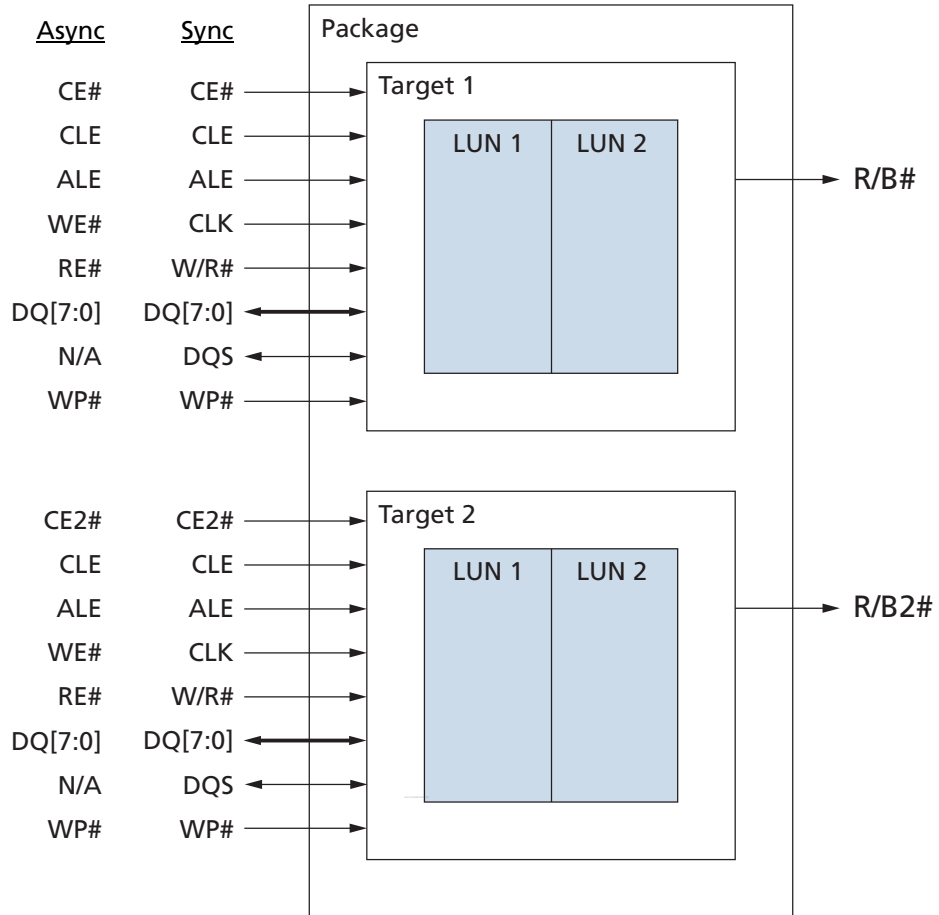 Async Sync Package
CE# CE# Target 1
CLE CLE LUN 1 LUN 2
ALE ALE R/B#
WE# CLK
RE# W/R#
DQ[7:0] DQ[7:0]
N/A DQS
WP# WP#
CE2# CE2# Target 2
CLE CLE LUN 1 LUN 2
ALE ALE R/B2#
WE# CLK
RE# W/R#
DQ[7:0] DQ[7:0]
N/A DQS
WP# WP#